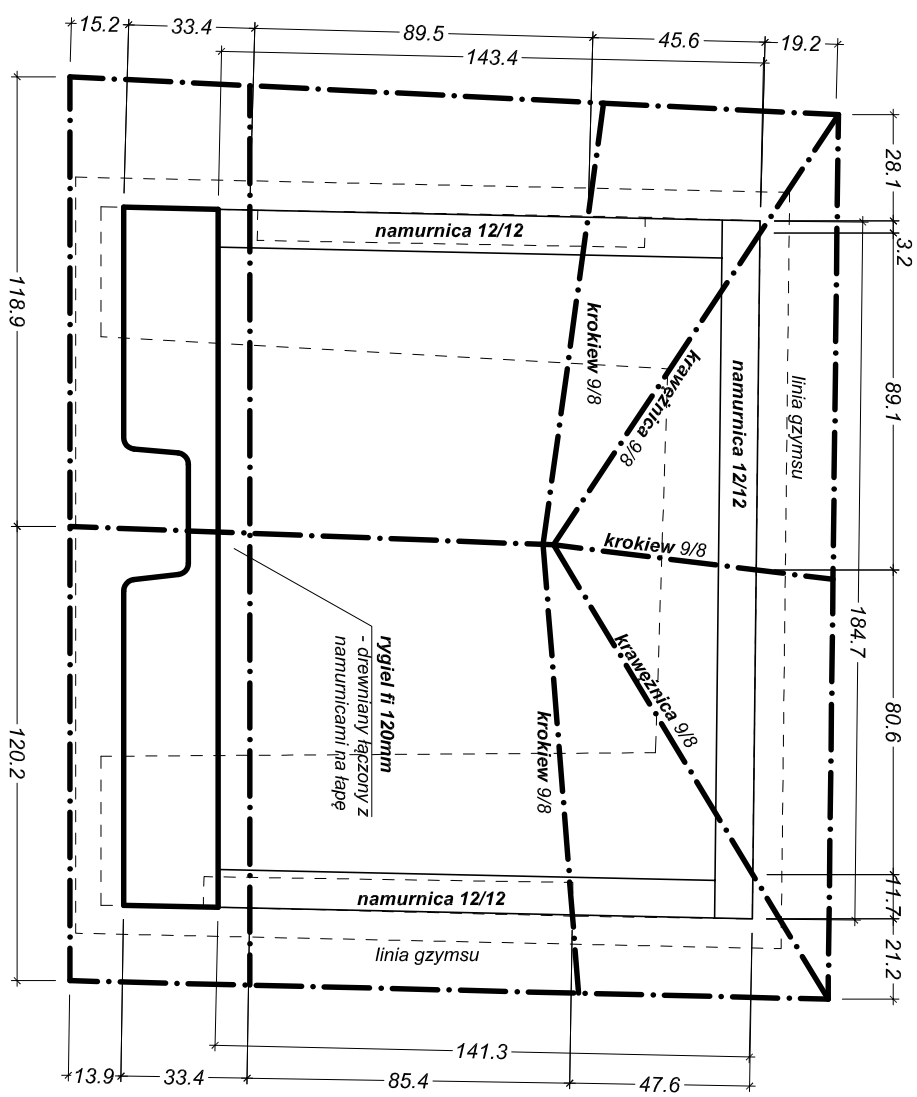 15.2
33.4
89.5
45.6
19.2
143.4
28.1
3.2
namurnica 12/12
118.9
krokiew 9/8
krawężnica 9/8
namurnica 12/12
linia gzymsu
89.1
krokiew 9/8
184.7
rygiel fi 120mm
- drewniany łączony z
namurnicami na łapę
krawężnica 9/8
krokiew 9/8
80.6
120.2
namurnica 12/12
11.7
linia gzymsu
21.2
141.3
13.9
33.4
85.4
47.6